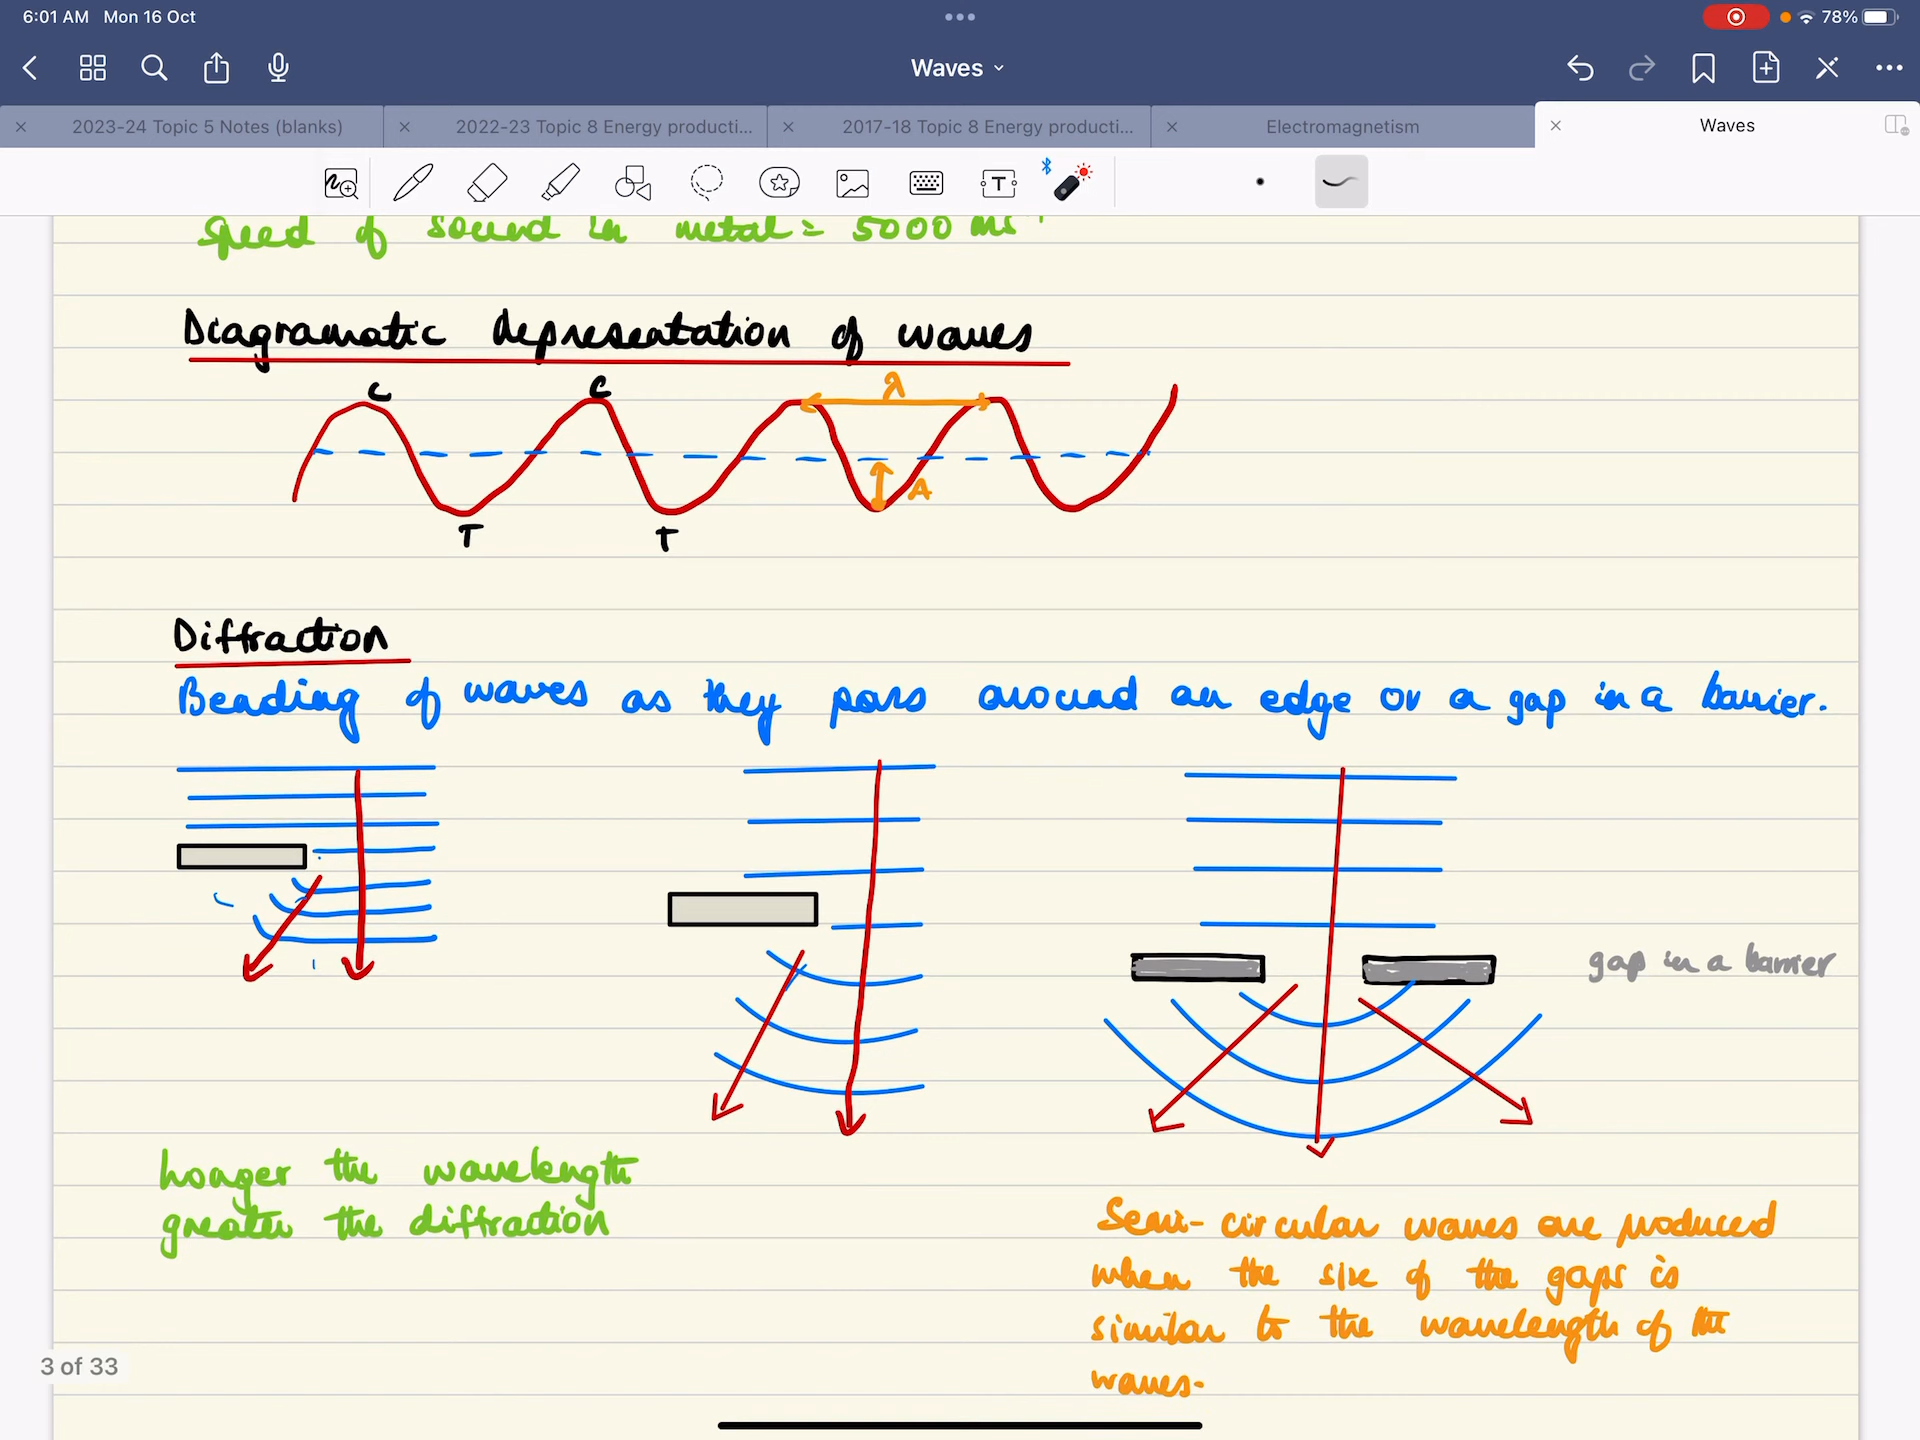 6:01 AM Mon 16 Oct
78%
Waves
2023-24 Topic 5 Notes (blanks)
2022-23 Topic 8 Energy producti...
2017-18 Topic 8 Energy producti...
Electromagnetism
Waves
T
speed of sound in metal = 5000 ms⁻¹
Diagramatic representation of waves
C C λ
A
T T
Diffraction
Bending of waves as they pass around an edge or a gap in a barrier.
gap in a barrier
Longer the wavelength
greater the diffraction
Semi-circular waves are produced
when the size of the gaps is
similar to the wavelength of the
waves.
3 of 33